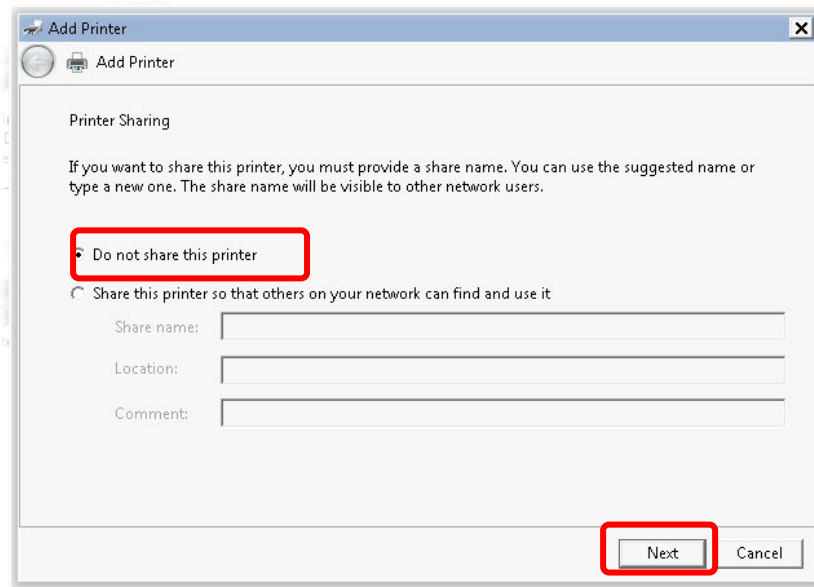 Add Printer
Add Printer
Printer Sharing
If you want to share this printer, you must provide a share name. You can use the suggested name or
type a new one. The share name will be visible to other network users.
Do not share this printer
Share this printer so that others on your network can find and use it
Share name:
Location:
Comment:
Next
Cancel